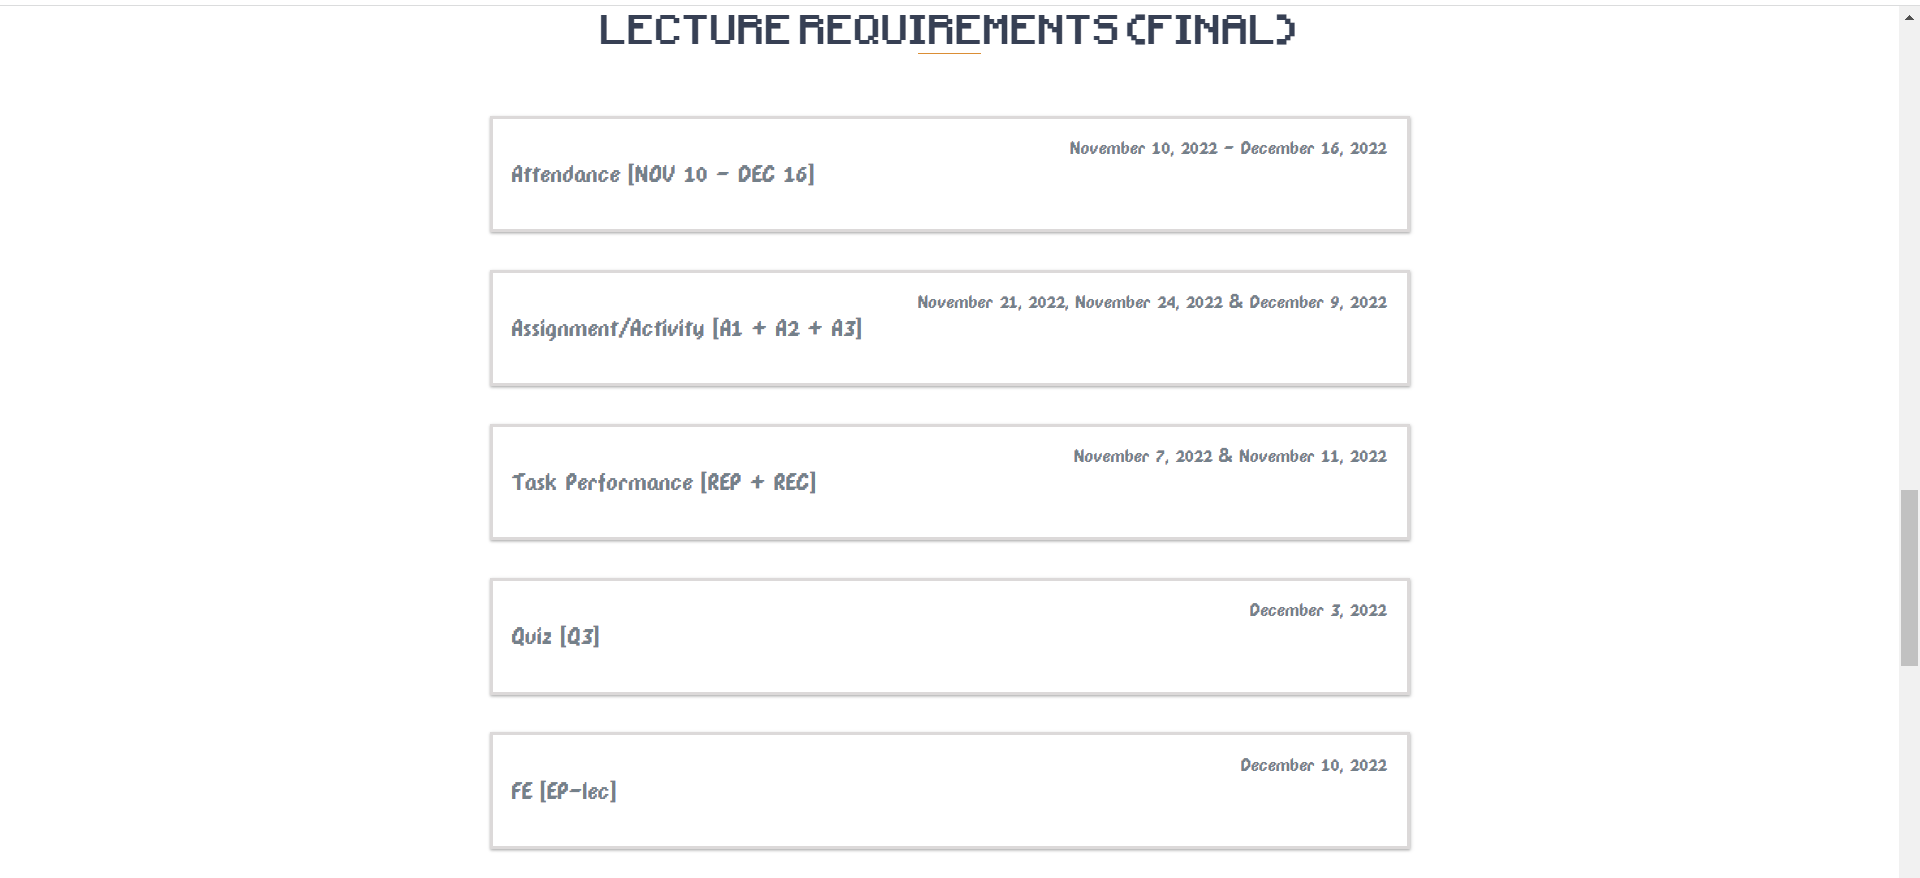 LECTURE REQUIREMENTS (FINAL)
November 10, 2022 - December 16, 2022
Attendance [NOV 10 - DEC 16]
November 21, 2022, November 24, 2022 & December 9, 2022
Assignment/Activity [A1 + A2 + A3]
November 7, 2022 & November 11, 2022
Task Performance [REP + REC]
December 3, 2022
Quiz [Q3]
December 10, 2022
FE [EP-lec]